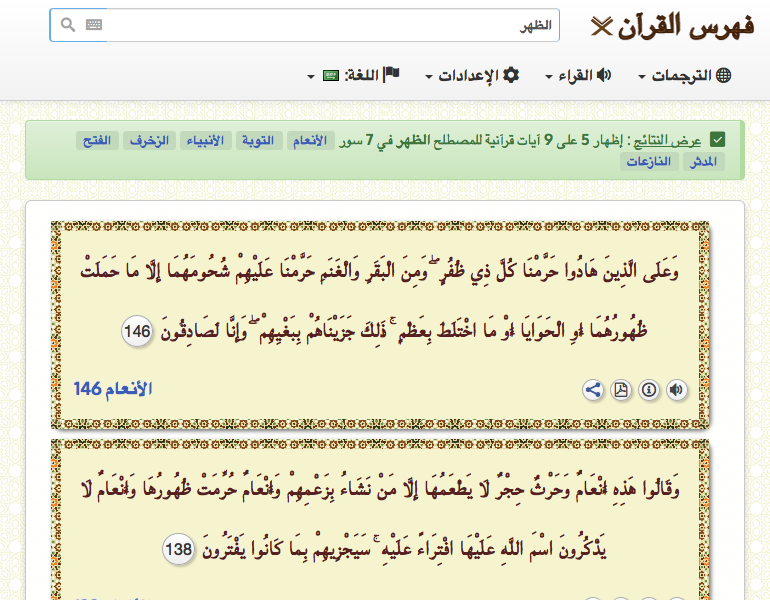 فهرس القرآن
الظهر
الترجمات
القراء
الإعدادات
اللغة:
عرض النتائج : إظهار 5 على 9 آيات قرآنية للمصطلح الظهر في 7 سور الأنعام التوبة الأنبياء الزخرف الفتح
المدثر النازعات
وَعَلَى الَّذِينَ هَادُوا حَرَّمْنَا كُلَّ ذِي ظُفُرٍ ۖ وَمِنَ الْبَقَرِ وَالْغَنَمِ حَرَّمْنَا عَلَيْهِمْ شُحُومَهُمَا إِلَّا مَا حَمَلَتْ
ظُهُورُهُمَا أَوِ الْحَوَايَا أَوْ مَا اخْتَلَطَ بِعَظْمٍ ۚ ذَٰلِكَ جَزَيْنَاهُمْ بِبَغْيِهِمْ ۖ وَإِنَّا لَصَادِقُونَ 146
الأنعام 146
وَقَالُوا هَٰذِهِ أَنْعَامٌ وَحَرْثٌ حِجْرٌ لَا يَطْعَمُهَا إِلَّا مَنْ نَشَاءُ بِزَعْمِهِمْ وَأَنْعَامٌ حُرِّمَتْ ظُهُورُهَا وَأَنْعَامٌ لَا
يَذْكُرُونَ اسْمَ اللَّهِ عَلَيْهَا افْتِرَاءً عَلَيْهِ ۚ سَيَجْزِيهِمْ بِمَا كَانُوا يَفْتَرُونَ 138